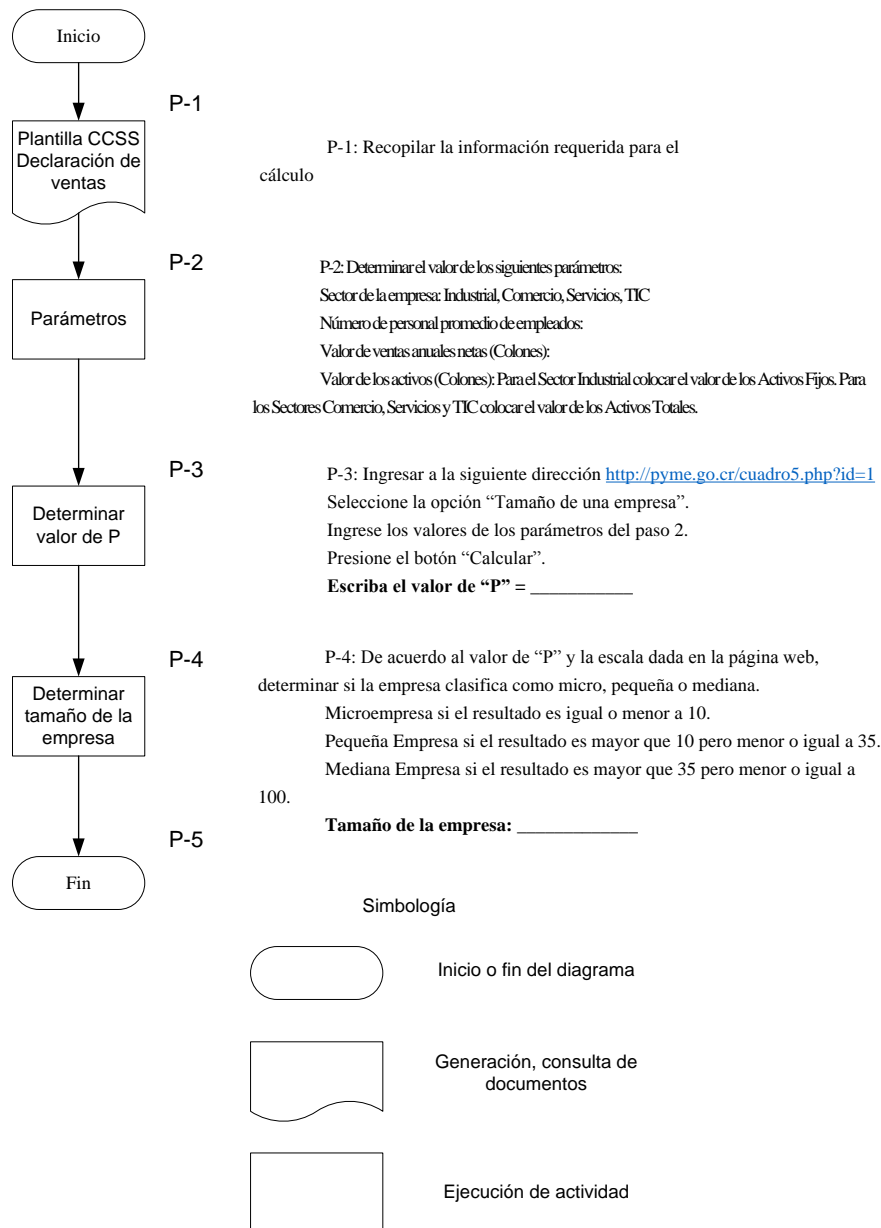 Inicio
P-1
Plantilla CCSS
Declaración de
ventas
P-1: Recopilar la información requerida para el
cálculo
P-2
Parámetros
P-2: Determinar el valor de los siguientes parámetros:
Sector de la empresa: Industrial, Comercio, Servicios, TIC
Número de personal promedio de empleados:
Valor de ventas anuales netas (Colones):
Valor de los activos (Colones): Para el Sector Industrial colocar el valor de los Activos Fijos. Para
los Sectores Comercio, Servicios y TIC colocar el valor de los Activos Totales.
P-3
Determinar
valor de P
P-3: Ingresar a la siguiente dirección http://pyme.go.cr/cuadro5.php?id=1
Seleccione la opción “Tamaño de una empresa”.
Ingrese los valores de los parámetros del paso 2.
Presione el botón “Calcular”.
Escriba el valor de “P” = ___________
P-4
Determinar
tamaño de la
empresa
P-4: De acuerdo al valor de “P” y la escala dada en la página web,
determinar si la empresa clasifica como micro, pequeña o mediana.
Microempresa si el resultado es igual o menor a 10.
Pequeña Empresa si el resultado es mayor que 10 pero menor o igual a 35.
Mediana Empresa si el resultado es mayor que 35 pero menor o igual a
100.
Tamaño de la empresa: _____________
P-5
Fin
Simbología
Inicio o fin del diagrama
Generación, consulta de
documentos
Ejecución de actividad